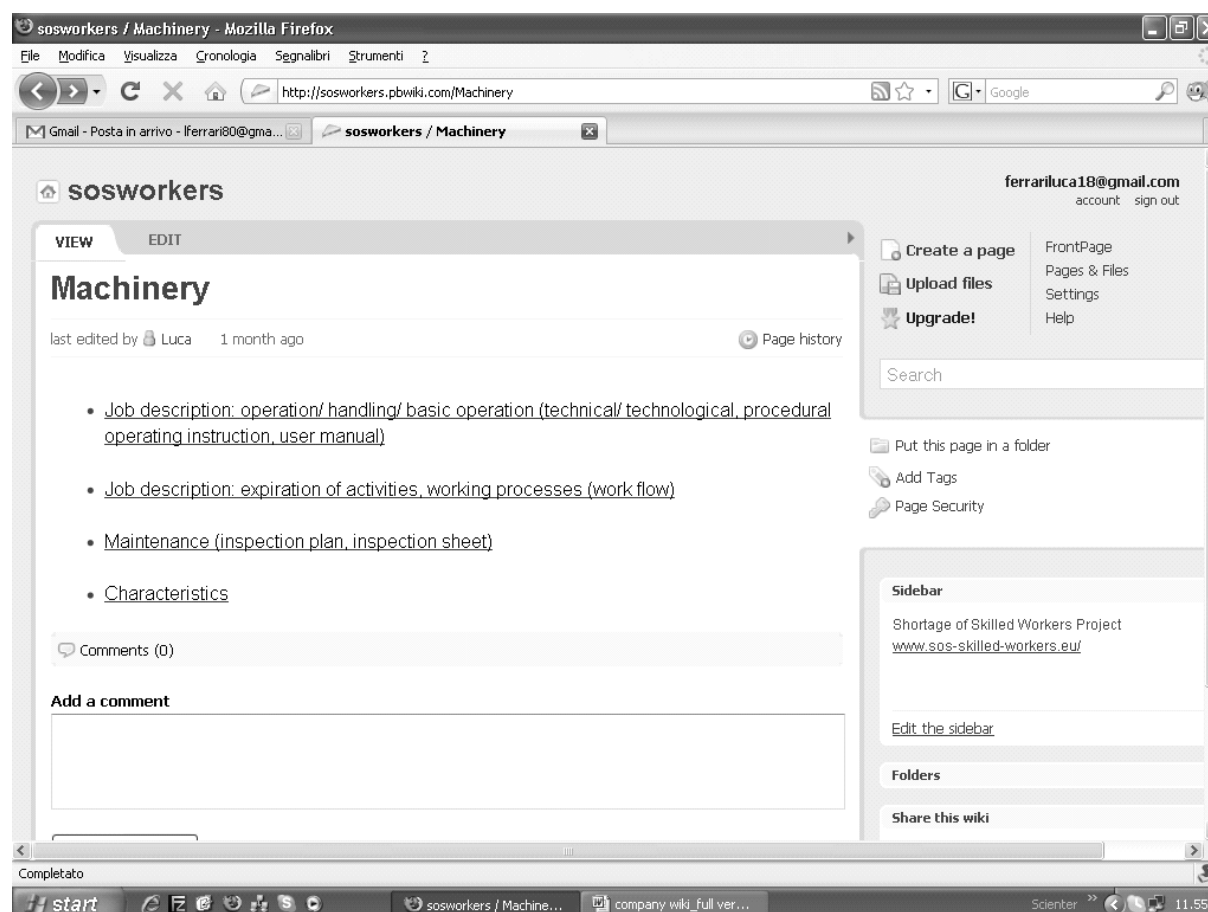 sosworkers / Machinery - Mozilla Firefox
File Modifica Visualizza Cronologia Segnalibri Strumenti ?
http://sosworkers.pbwiki.com/Machinery
G Google
Gmail - Posta in arrivo - lferrari80@gma...
sosworkers / Machinery
sosworkers
ferrariluca18@gmail.com
account sign out
VIEW EDIT
Machinery
last edited by Luca 1 month ago
Page history
Job description: operation/ handling/ basic operation (technical/ technological, procedural
operating instruction, user manual)
Job description: expiration of activities, working processes (work flow)
Maintenance (inspection plan, inspection sheet)
Characteristics
Comments (0)
Add a comment
Create a page
Upload files
Upgrade!
FrontPage
Pages & Files
Settings
Help
Search
Put this page in a folder
Add Tags
Page Security
Sidebar
Shortage of Skilled Workers Project
www.sos-skilled-workers.eu/
Edit the sidebar
Folders
Share this wiki
Completato
start
sosworkers / Machine...
company wiki_full ver...
Scienter
11.55